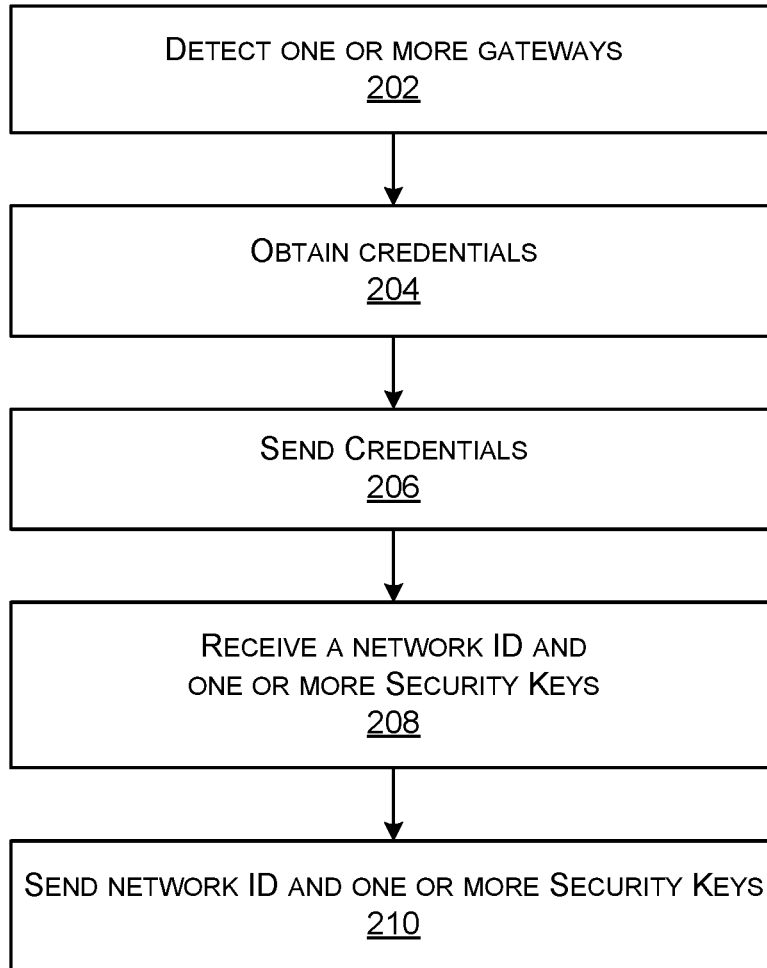 DETECT ONE OR MORE GATEWAYS
202
OBTAIN CREDENTIALS
204
SEND CREDENTIALS
206
RECEIVE A NETWORK ID AND
ONE OR MORE SECURITY KEYS
208
SEND NETWORK ID AND ONE OR MORE SECURITY KEYS
210